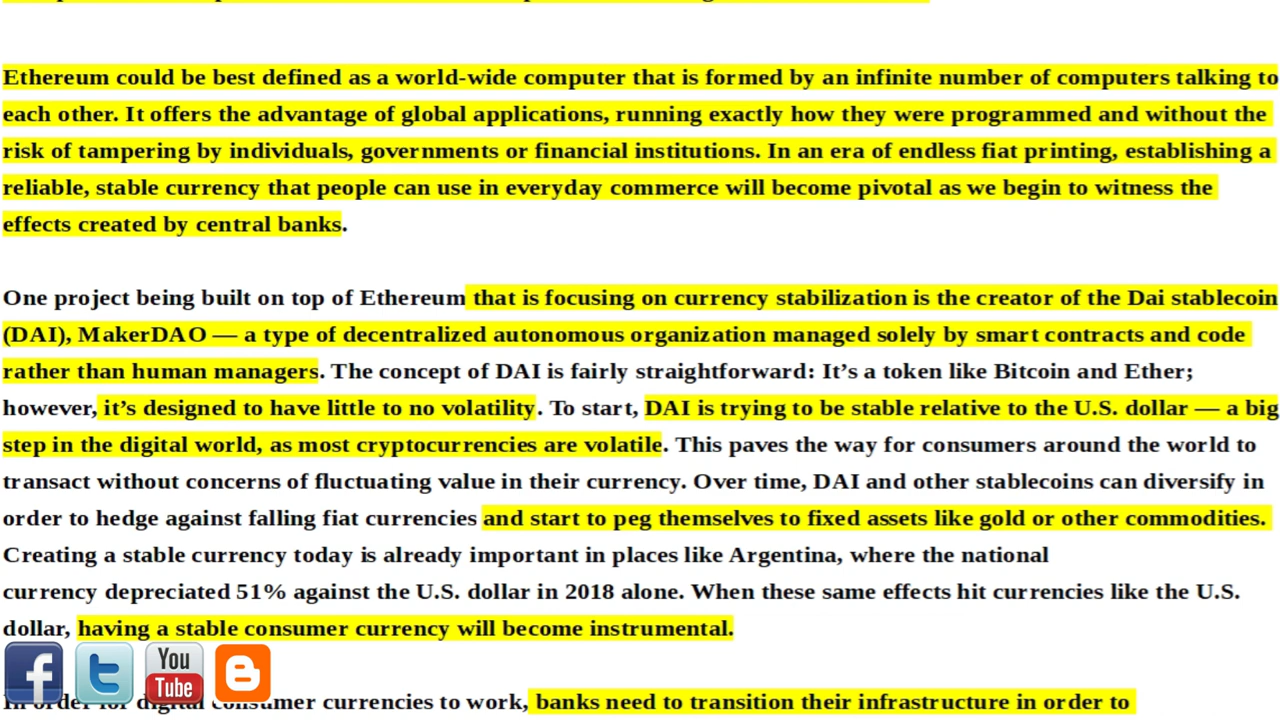 Ethereum could be best defined as a world-wide computer that is formed by an infinite number of computers talking to
each other. It offers the advantage of global applications, running exactly how they were programmed and without the
risk of tampering by individuals, governments or financial institutions. In an era of endless fiat printing, establishing a
reliable, stable currency that people can use in everyday commerce will become pivotal as we begin to witness the
effects created by central banks.
One project being built on top of Ethereum that is focusing on currency stabilization is the creator of the Dai stablecoin
(DAI), MakerDAO — a type of decentralized autonomous organization managed solely by smart contracts and code
rather than human managers. The concept of DAI is fairly straightforward: It’s a token like Bitcoin and Ether;
however, it’s designed to have little to no volatility. To start, DAI is trying to be stable relative to the U.S. dollar — a big
step in the digital world, as most cryptocurrencies are volatile. This paves the way for consumers around the world to
transact without concerns of fluctuating value in their currency. Over time, DAI and other stablecoins can diversify in
order to hedge against falling fiat currencies and start to peg themselves to fixed assets like gold or other commodities.
Creating a stable currency today is already important in places like Argentina, where the national
currency depreciated 51% against the U.S. dollar in 2018 alone. When these same effects hit currencies like the U.S.
dollar, having a stable consumer currency will become instrumental.
You
Tube
In order for digital consumer currencies to work, banks need to transition their infrastructure in order to